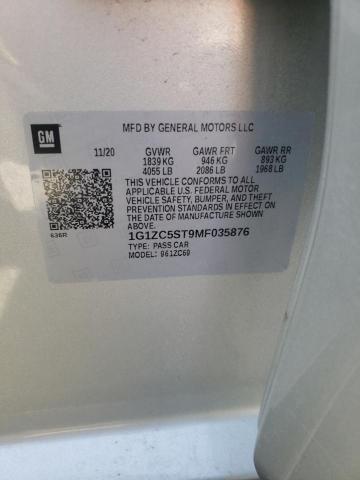 GM
MFD BY GENERAL MOTORS LLC
11/20 GVWR GAWR FRT GAWR RR
1839 KG 946 KG 893 KG
4055 LB 2086 LB 1968 LB
THIS VEHICLE CONFORMS TO ALL
APPLICABLE U.S. FEDERAL MOTOR
VEHICLE SAFETY, BUMPER, AND THEFT
PREVENTION STANDARDS IN EFFECT ON
THE DATE OF MANUFACTURE SHOWN ABOVE.
636R
1G1ZC5ST9MF035876
TYPE: PASS CAR
MODEL: 961ZC69